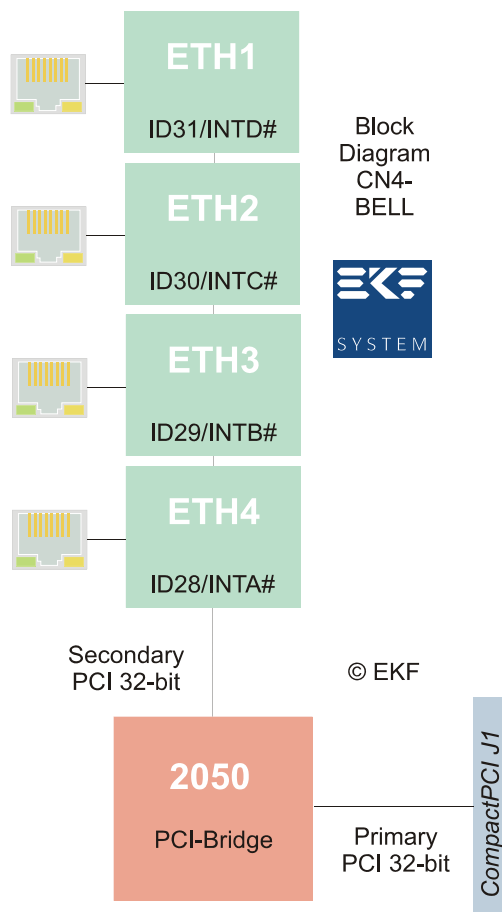 ETH1
ID31/INTD#
Block
Diagram
CN4-
BELL
ETH2
ID30/INTC#
EKF
SYSTEM
ETH3
ID29/INTB#
ETH4
ID28/INTA#
Secondary
PCI 32-bit
© EKF
2050
PCI-Bridge
Primary
PCI 32-bit
CompactPCI J1